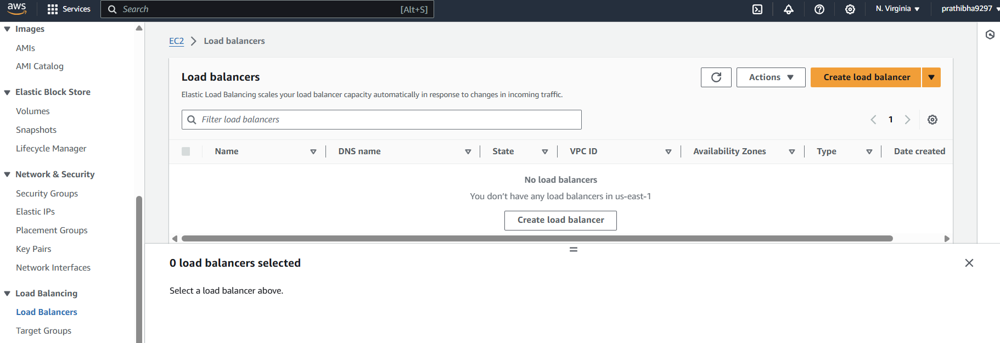 aws Services Search [Alt+S] N. Virginia prathibha9297
Images
AMIs
AMI Catalog
Elastic Block Store
Volumes
Snapshots
Lifecycle Manager
Network & Security
Security Groups
Elastic IPs
Placement Groups
Key Pairs
Network Interfaces
Load Balancing
Load Balancers
Target Groups
EC2 Load balancers
Load balancers
Actions Create load balancer
Elastic Load Balancing scales your load balancer capacity automatically in response to changes in incoming traffic.
Filter load balancers
1
Name DNS name State VPC ID Availability Zones Type Date created
No load balancers
You don’t have any load balancers in us-east-1
Create load balancer
0 load balancers selected
Select a load balancer above.